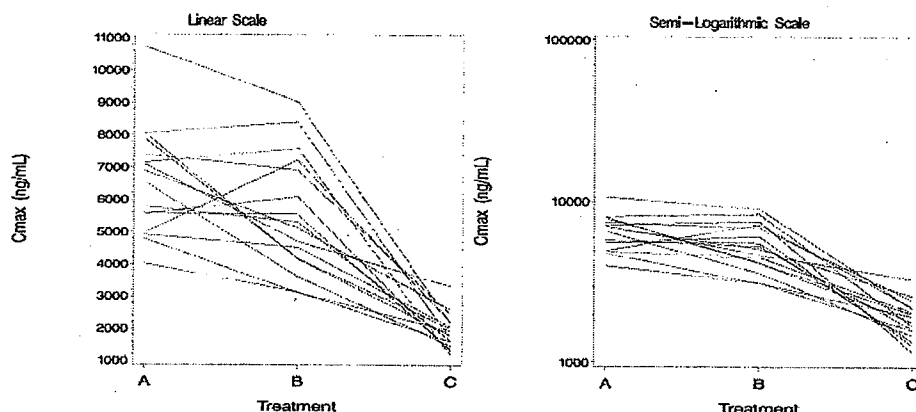 Linear Scale
Cmax (ng/mL)
11000
10000
9000
8000
7000
6000
5000
4000
3000
2000
1000
A B C
Treatment
Semi-Logarithmic Scale
Cmax (ng/mL)
100000
10000
1000
A B C
Treatment